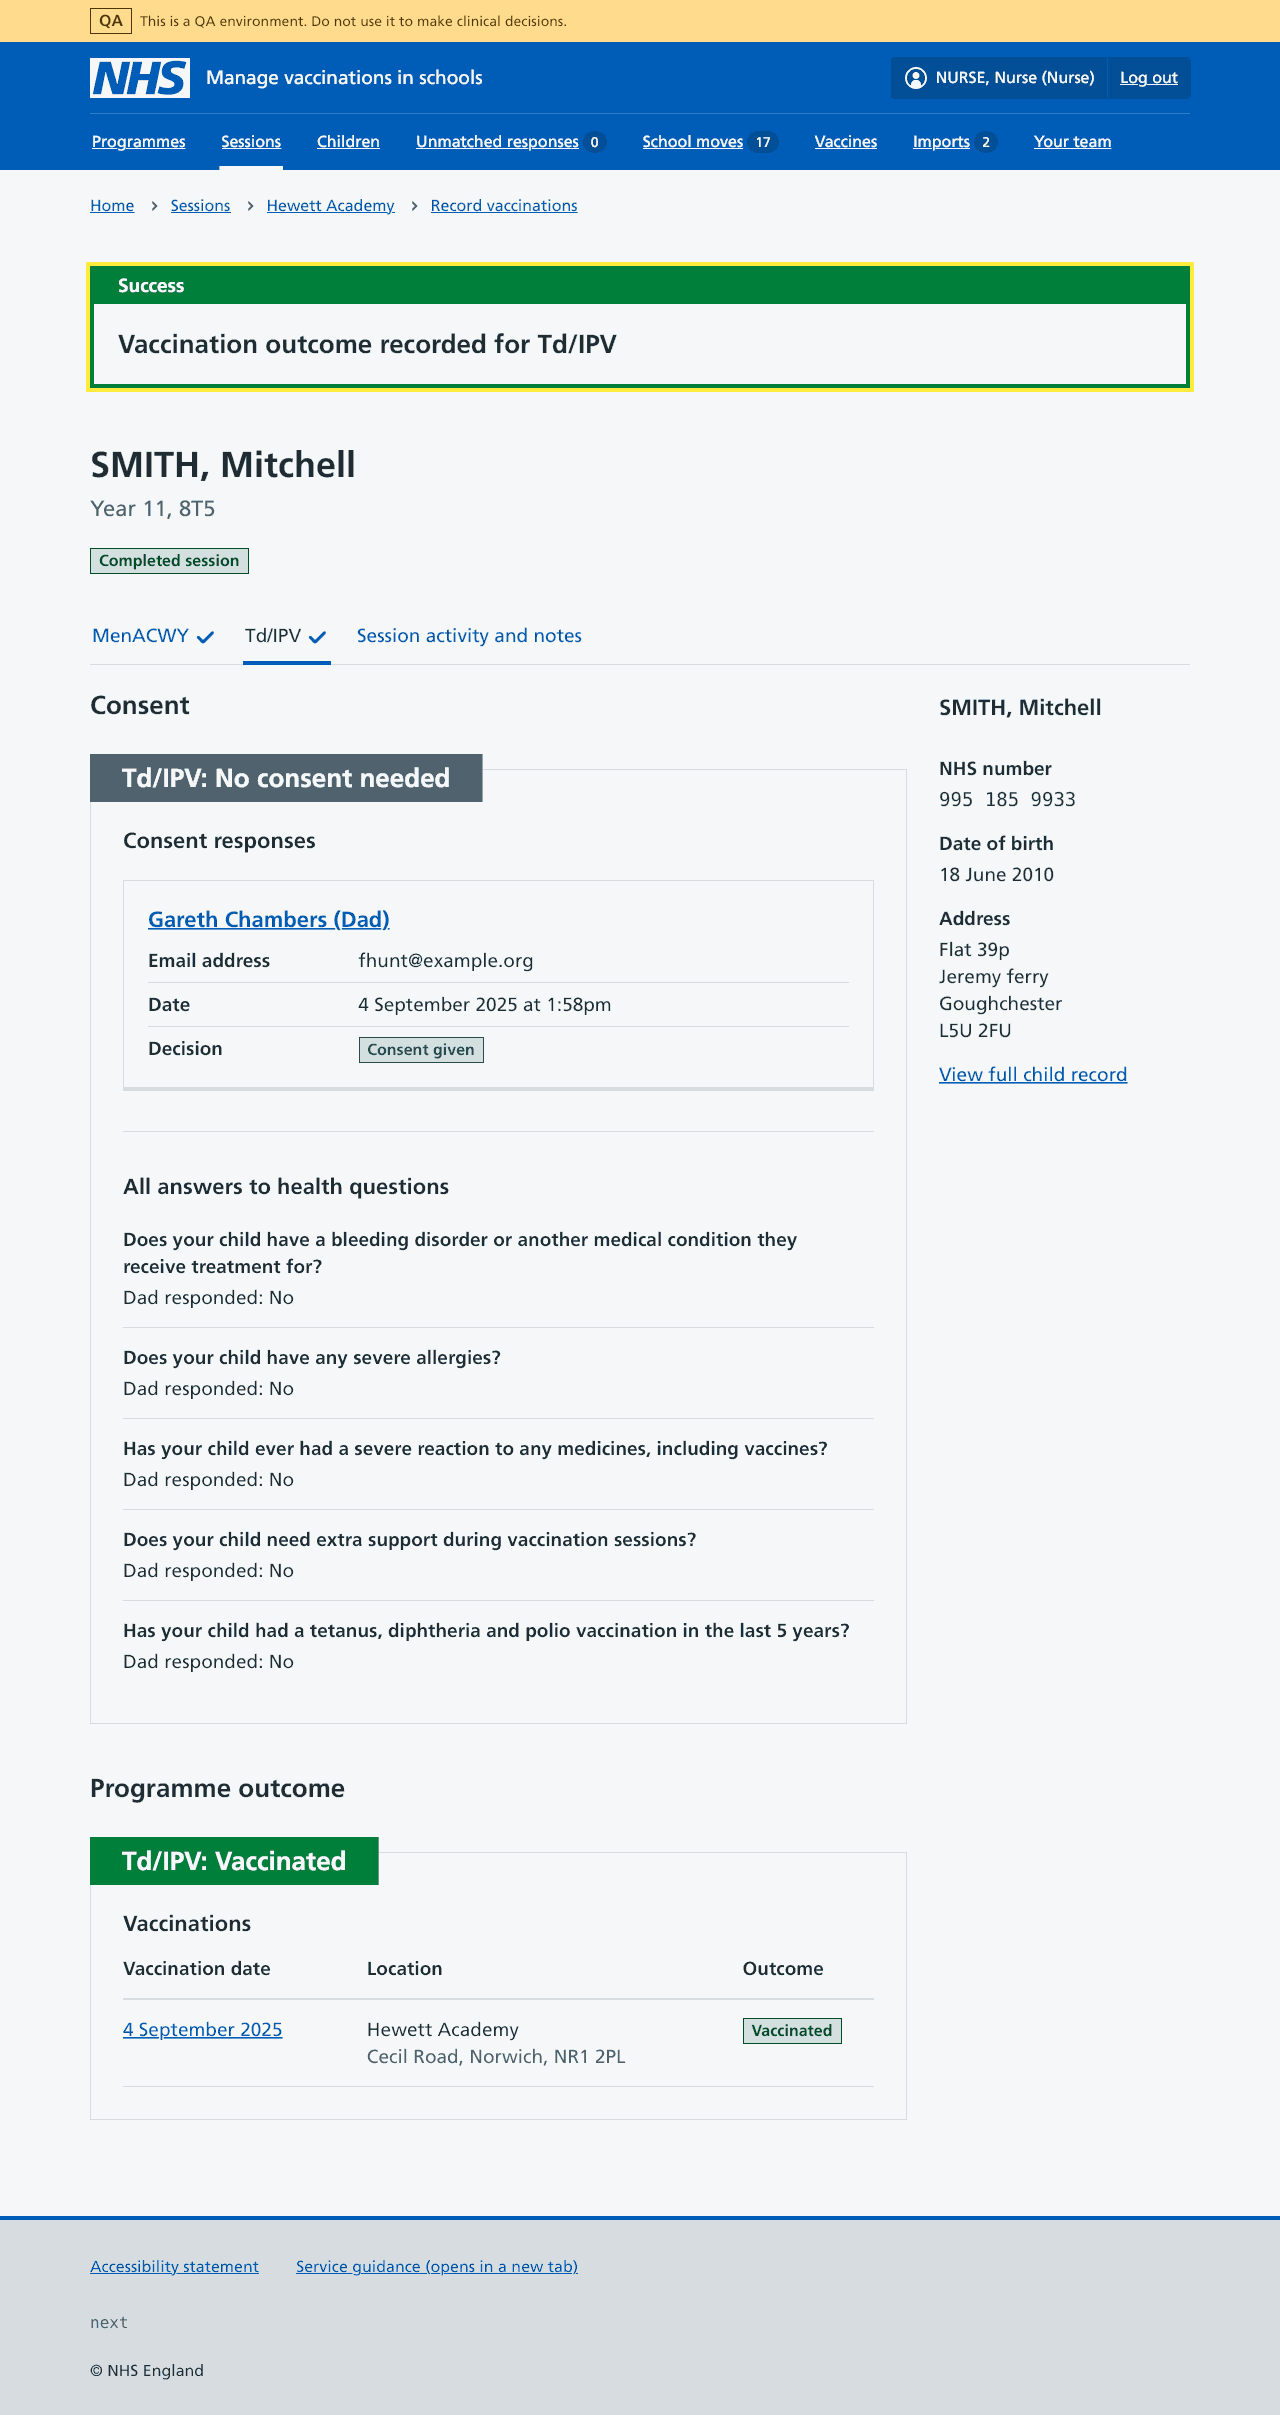 QA This is a QA environment. Do not use it to make clinical decisions.
NHS Manage vaccinations in schools NURSE, Nurse (Nurse) Log out
Programmes Sessions Children Unmatched responses 0 School moves 17 Vaccines Imports 2 Your team
Home Sessions Hewett Academy Record vaccinations
Success
Vaccination outcome recorded for Td/IPV
SMITH, Mitchell
Year 11, 8T5
Completed session
MenACWY Td/IPV Session activity and notes
Consent
Td/IPV: No consent needed
Consent responses
Gareth Chambers (Dad)
Email address fhunt@example.org
Date 4 September 2025 at 1:58pm
Decision Consent given
All answers to health questions
Does your child have a bleeding disorder or another medical condition they
receive treatment for?
Dad responded: No
Does your child have any severe allergies?
Dad responded: No
Has your child ever had a severe reaction to any medicines, including vaccines?
Dad responded: No
Does your child need extra support during vaccination sessions?
Dad responded: No
Has your child had a tetanus, diphtheria and polio vaccination in the last 5 years?
Dad responded: No
SMITH, Mitchell
NHS number
995 185 9933
Date of birth
18 June 2010
Address
Flat 39p
Jeremy ferry
Goughchester
L5U 2FU
View full child record
Programme outcome
Td/IPV: Vaccinated
Vaccinations
Vaccination date Location Outcome
4 September 2025 Hewett Academy Vaccinated
Cecil Road, Norwich, NR1 2PL
Accessibility statement Service guidance (opens in a new tab)
next
© NHS England